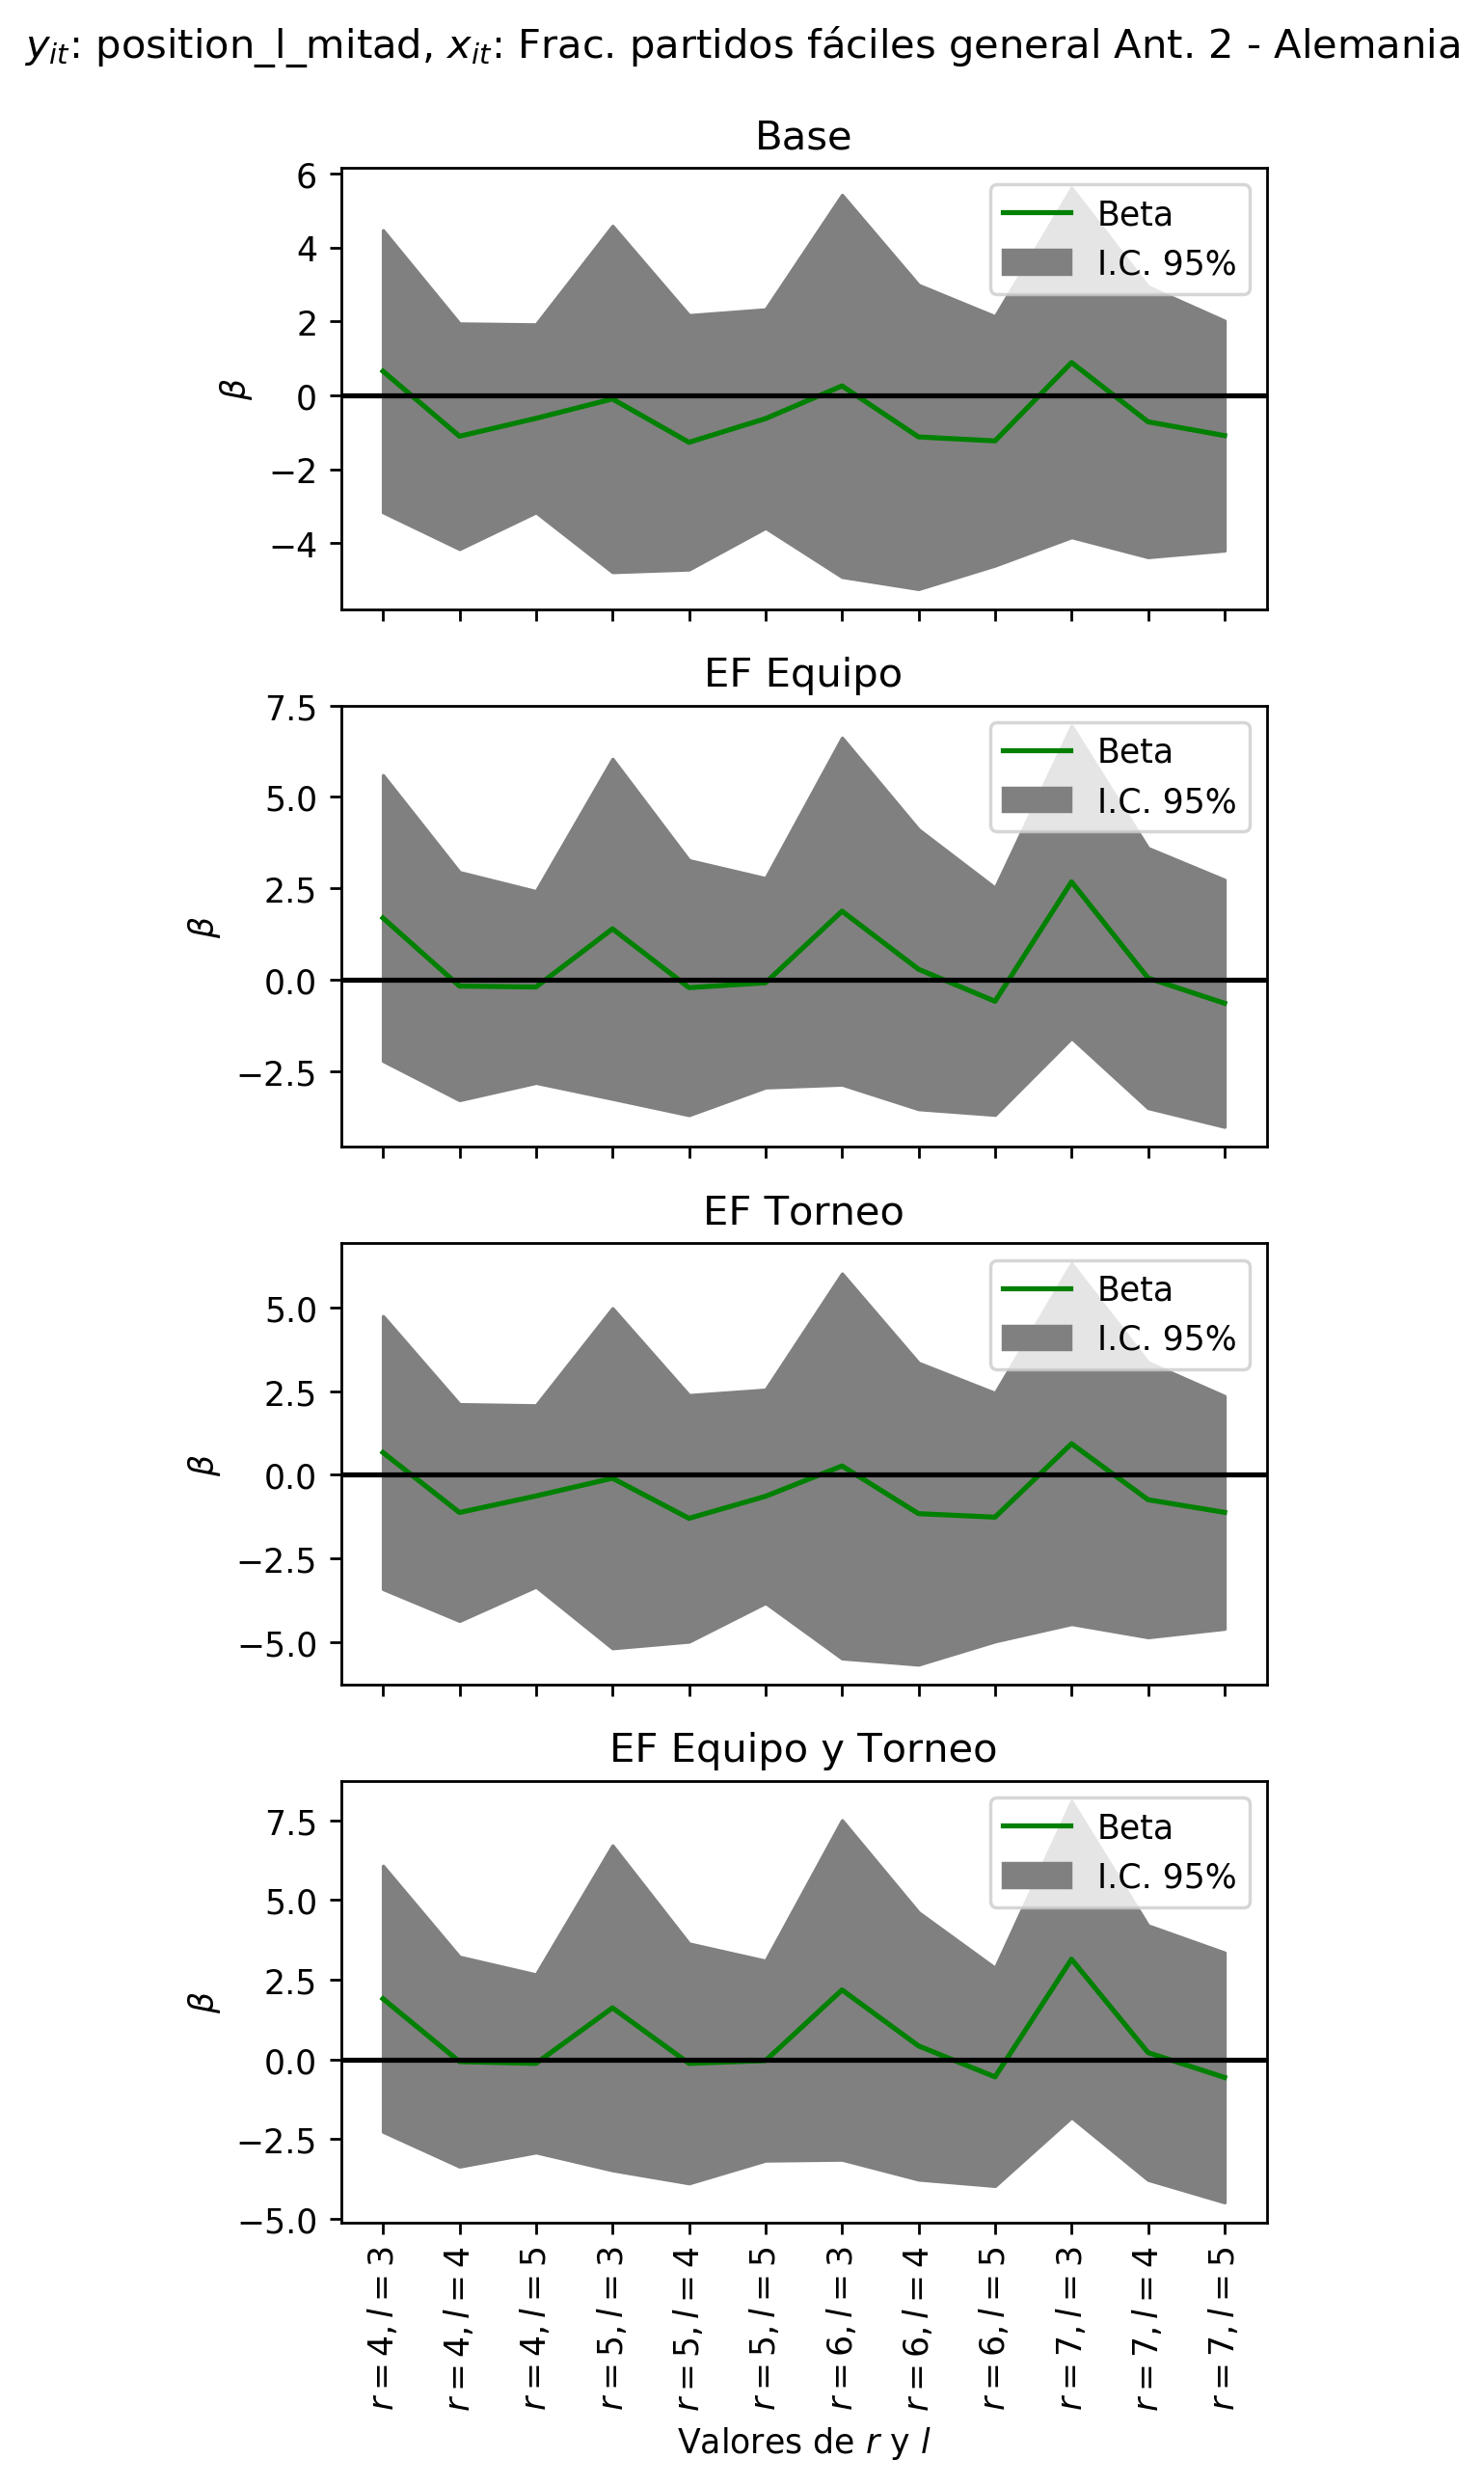 y_it: position_l_mitad, x_it: Frac. partidos fáciles general Ant. 2 - Alemania
Base
6
4
2
0
−2
−4
β
Beta
I.C. 95%
EF Equipo
7.5
5.0
2.5
0.0
−2.5
β
Beta
I.C. 95%
EF Torneo
5.0
2.5
0.0
−2.5
−5.0
β
Beta
I.C. 95%
EF Equipo y Torneo
7.5
5.0
2.5
0.0
−2.5
−5.0
β
Beta
I.C. 95%
r = 4, l = 3
r = 4, l = 4
r = 4, l = 5
r = 5, l = 3
r = 5, l = 4
r = 5, l = 5
r = 6, l = 3
r = 6, l = 4
r = 6, l = 5
r = 7, l = 3
r = 7, l = 4
r = 7, l = 5
Valores de r y l